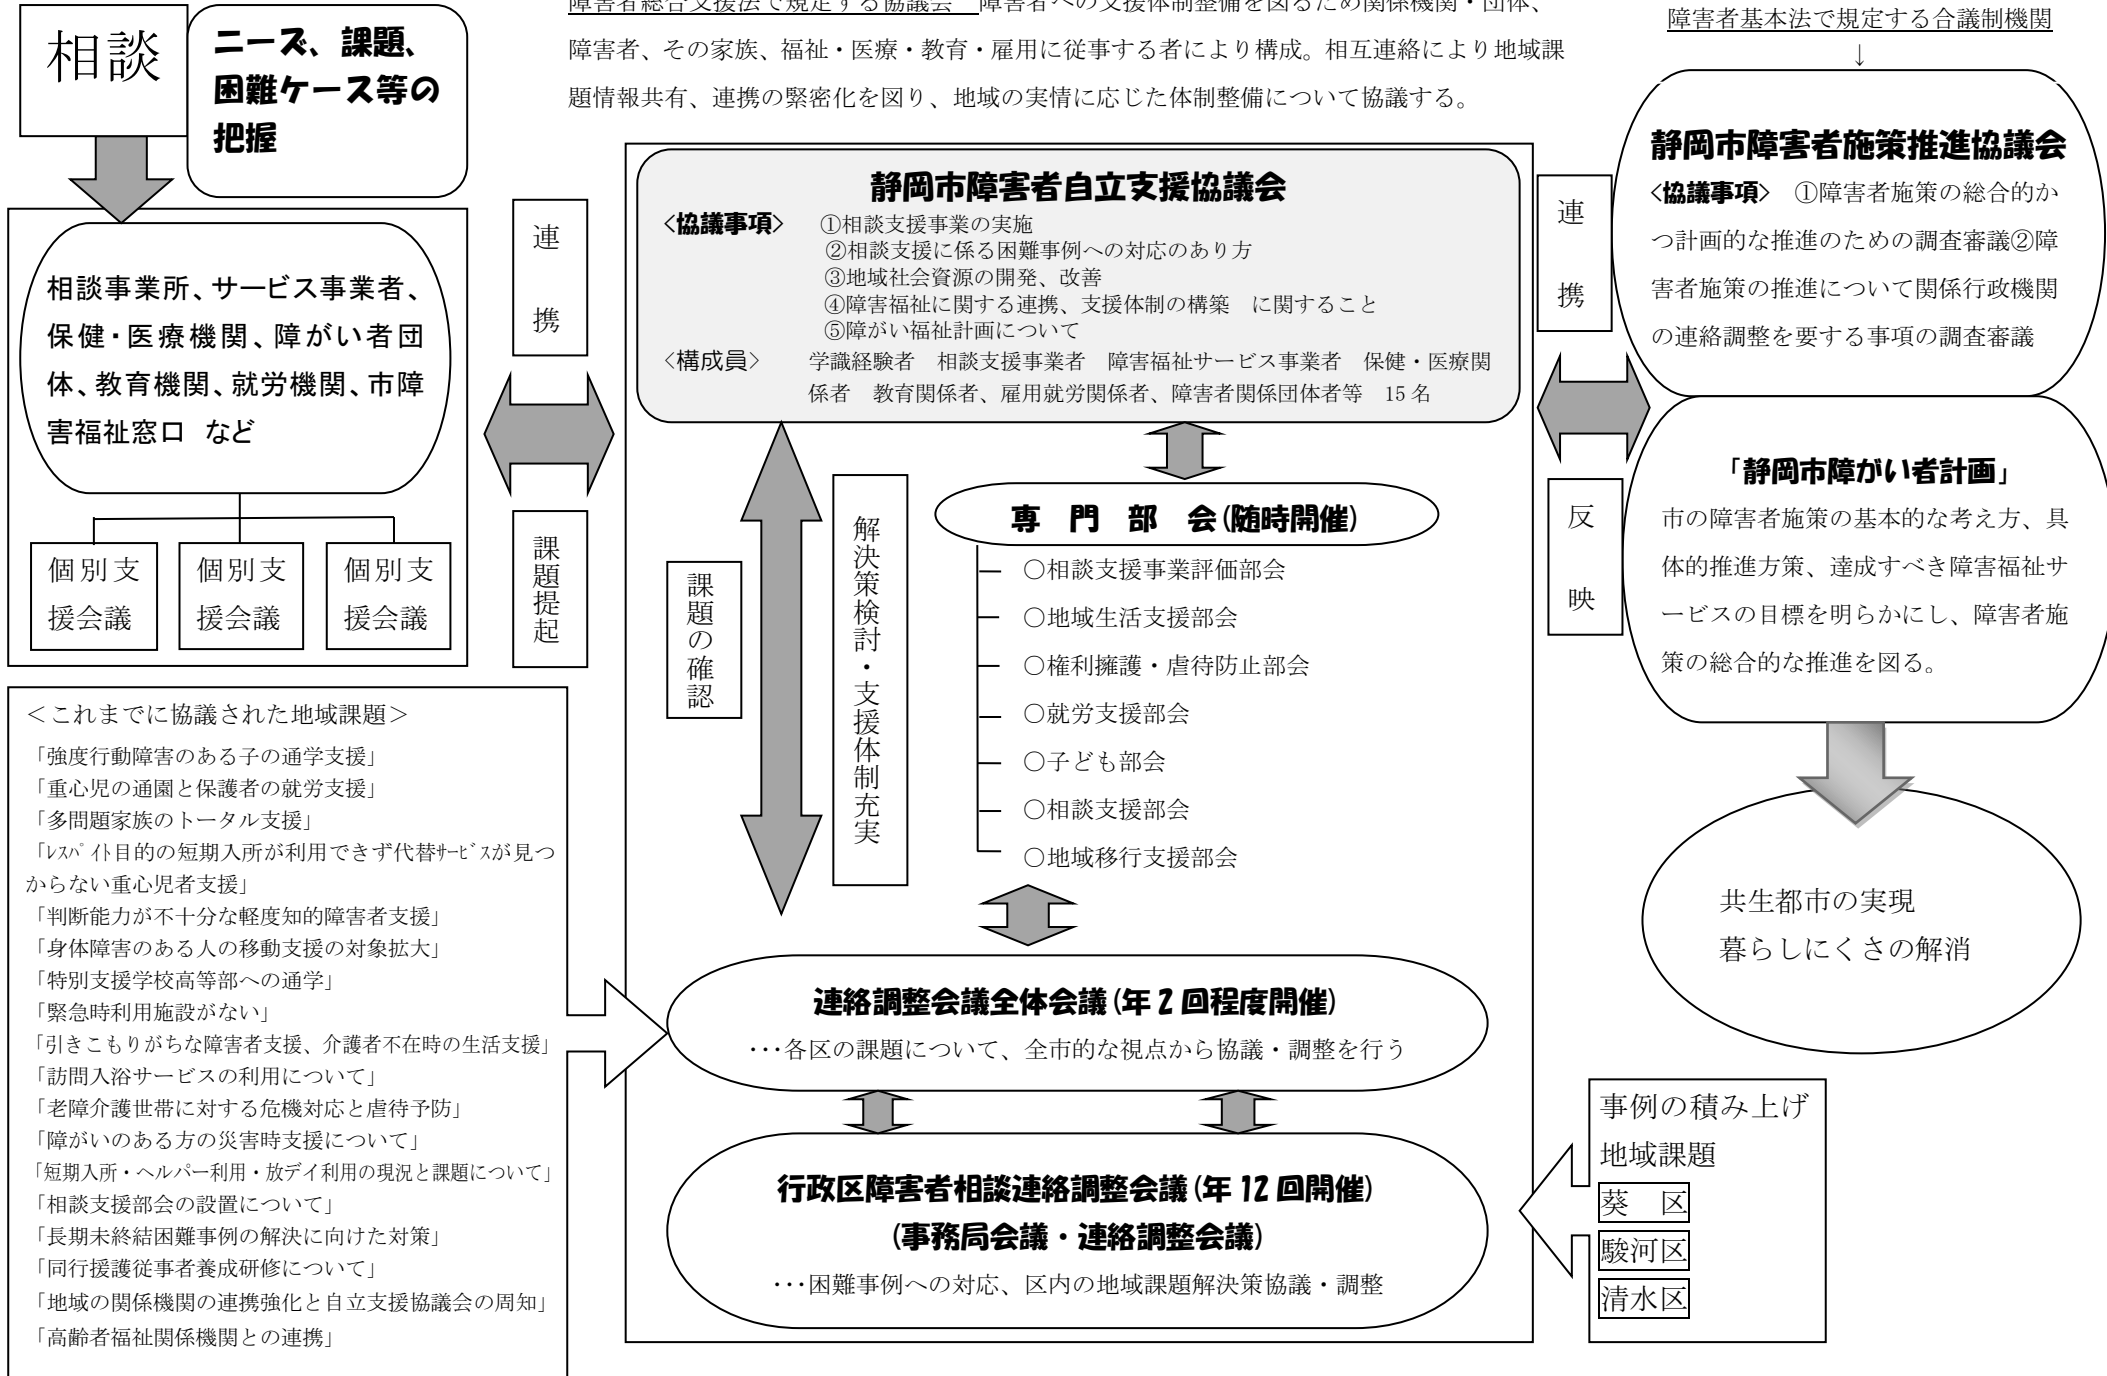 相談
ニーズ、課題、
困難ケース等の
把握
障害者総合支援法で規定する協議会　障害者への支援体制整備を図るため関係機関・団体、
障害者、その家族、福祉・医療・教育・雇用に従事する者により構成。相互連絡により地域課
題情報共有、連携の緊密化を図り、地域の実情に応じた体制整備について協議する。
障害者基本法で規定する合議制機関
↓
相談事業所、サービス事業者、
保健・医療機関、障がい者団
体、教育機関、就労機関、市障
害福祉窓口　など
個別支
援会議
個別支
援会議
個別支
援会議
連携
課題提起
静岡市障害者自立支援協議会
<協議事項>　①相談支援事業の実施
②相談支援に係る困難事例への対応のあり方
③地域社会資源の開発、改善
④障害福祉に関する連携、支援体制の構築　に関すること
⑤障がい福祉計画について
<構成員>　学識経験者　相談支援事業者　障害福祉サービス事業者　保健・医療関
係者　教育関係者、雇用就労関係者、障害者関係団体者等　15名
課題の確認
解決策検討・支援体制充実
専　門　部　会(随時開催)
○相談支援事業評価部会
○地域生活支援部会
○権利擁護・虐待防止部会
○就労支援部会
○子ども部会
○相談支援部会
○地域移行支援部会
連絡調整会議全体会議(年2回程度開催)
･･･各区の課題について、全市的な視点から協議・調整を行う
行政区障害者相談連絡調整会議(年12回開催)
(事務局会議・連絡調整会議)
･･･困難事例への対応、区内の地域課題解決策協議・調整
連携
反映
静岡市障害者施策推進協議会
<協議事項>　①障害者施策の総合的か
つ計画的な推進のための調査審議②障
害者施策の推進について関係行政機関
の連絡調整を要する事項の調査審議
「静岡市障がい者計画」
市の障害者施策の基本的な考え方、具
体的推進方策、達成すべき障害福祉サ
ービスの目標を明らかにし、障害者施
策の総合的な推進を図る。
共生都市の実現
暮らしにくさの解消
事例の積み上げ
地域課題
葵　区
駿河区
清水区
＜これまでに協議された地域課題＞
「強度行動障害のある子の通学支援」
「重心児の通園と保護者の就労支援」
「多問題家族のトータル支援」
「ﾚｽﾊﾟｲﾄ目的の短期入所が利用できず代替ｻｰﾋﾞｽが見つ
からない重心児者支援」
「判断能力が不十分な軽度知的障害者支援」
「身体障害のある人の移動支援の対象拡大」
「特別支援学校高等部への通学」
「緊急時利用施設がない」
「引きこもりがちな障害者支援、介護者不在時の生活支援」
「訪問入浴サービスの利用について」
「老障介護世帯に対する危機対応と虐待予防」
「障がいのある方の災害時支援について」
「短期入所・ヘルパー利用・放デイ利用の現況と課題について」
「相談支援部会の設置について」
「長期未終結困難事例の解決に向けた対策」
「同行援護従事者養成研修について」
「地域の関係機関の連携強化と自立支援協議会の周知」
「高齢者福祉関係機関との連携」